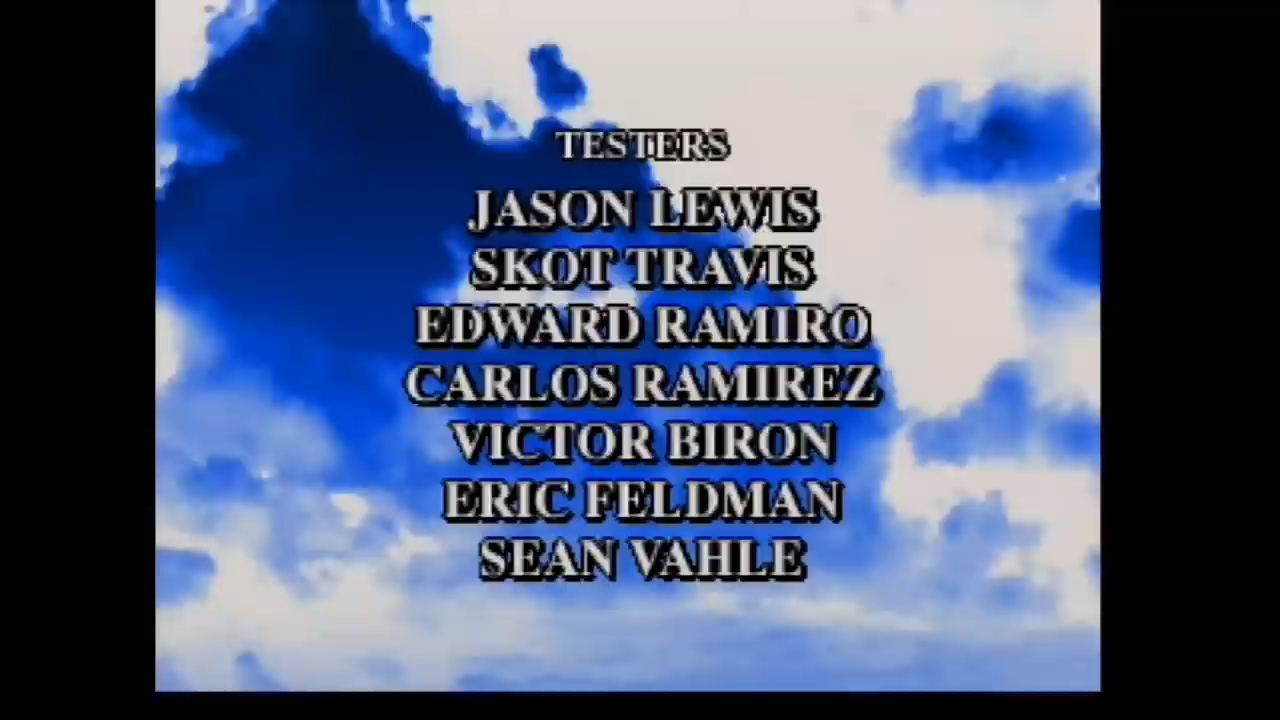 TESTERS
JASON LEWIS
SKOT TRAVIS
EDWARD RAMIRO
CARLOS RAMIREZ
VICTOR BIRON
ERIC FELDMAN
SEAN VAHLE